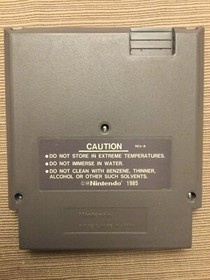 CAUTION REV-A
• DO NOT STORE IN EXTREME TEMPERATURES.
• DO NOT IMMERSE IN WATER.
• DO NOT CLEAN WITH BENZENE, THINNER,
ALCOHOL OR OTHER SUCH SOLVENTS.
©®Nintendo 1985